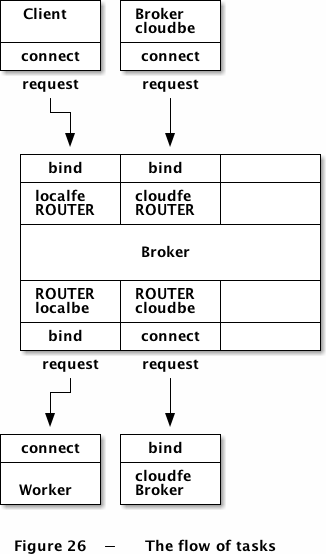 Client
Broker
cloudbe
connect
connect
request
request
bind
bind
localfe
ROUTER
cloudfe
ROUTER
Broker
ROUTER
localbe
ROUTER
cloudbe
bind
connect
request
request
connect
bind
Worker
cloudfe
Broker
Figure 26 – The flow of tasks